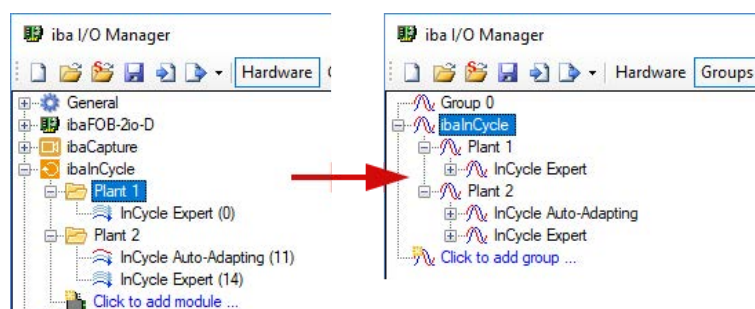 iba I/O Manager
Hardware
General
ibaFOB-2io-D
ibaCapture
ibaInCycle
Plant 1
InCycle Expert (0)
Plant 2
InCycle Auto-Adapting (11)
InCycle Expert (14)
Click to add module ...
iba I/O Manager
Hardware Groups
Group 0
ibaInCycle
Plant 1
InCycle Expert
Plant 2
InCycle Auto-Adapting
InCycle Expert
Click to add group ...